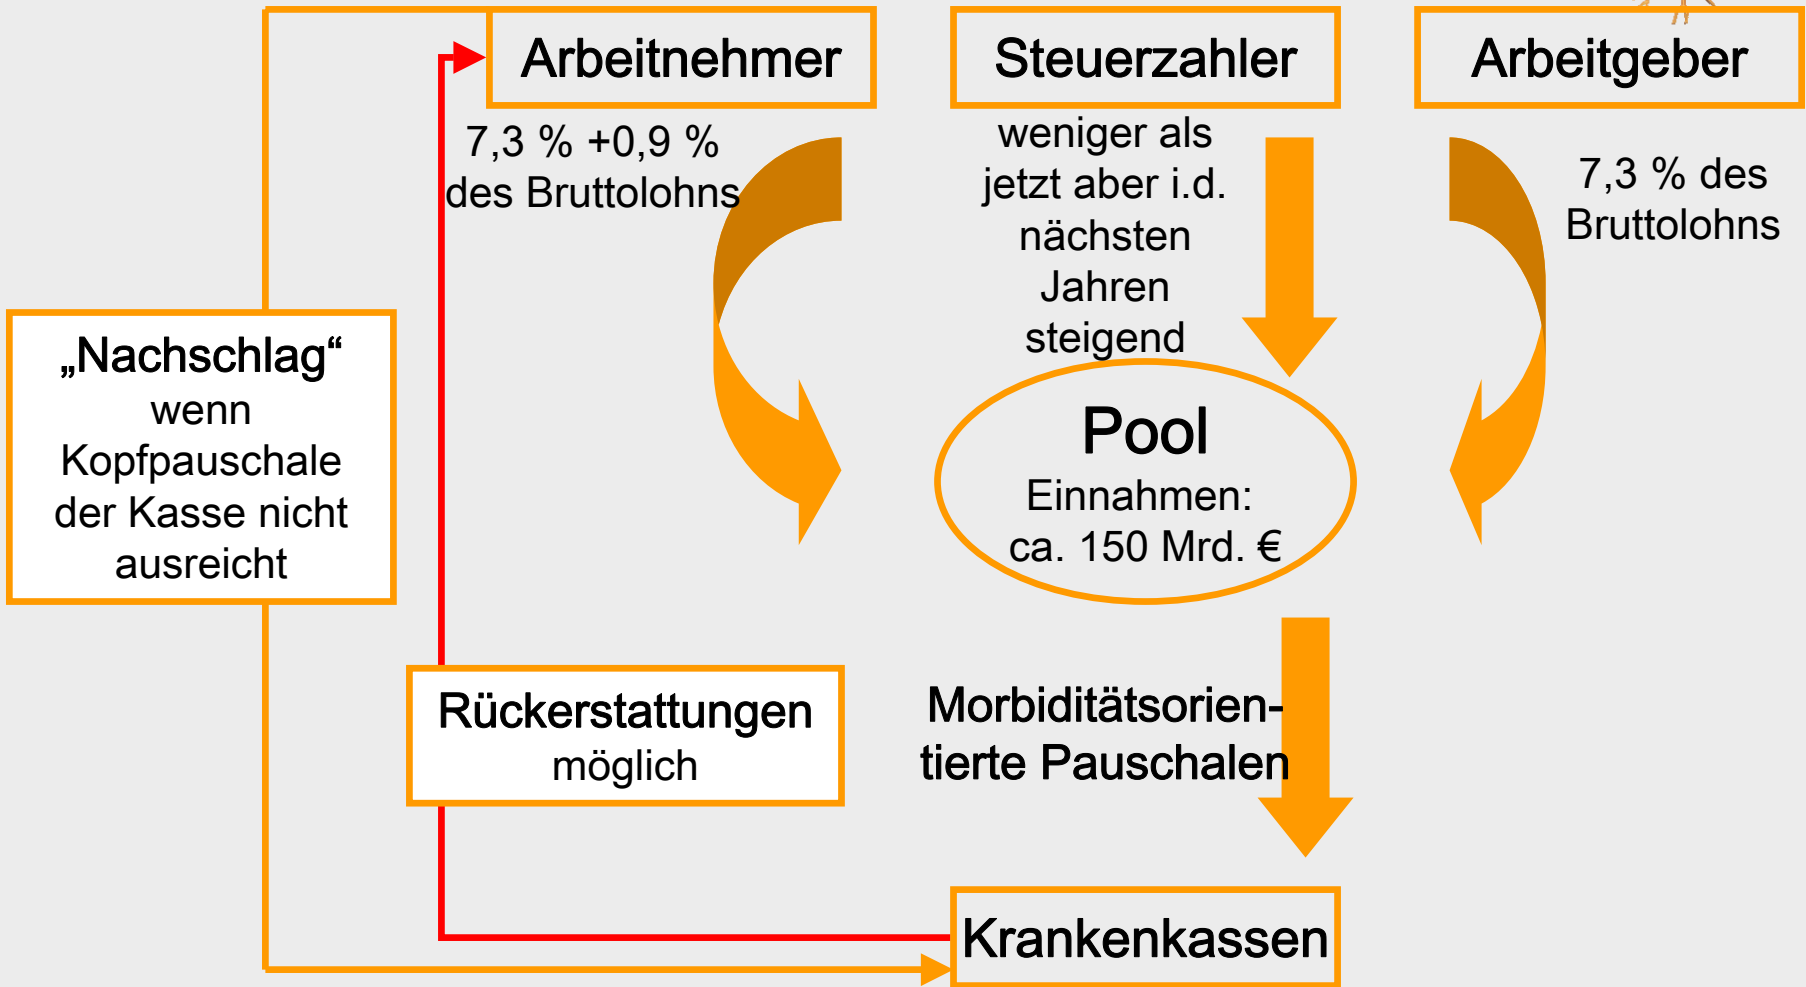 Arbeitnehmer
Steuerzahler
Arbeitgeber
7,3 % +0,9 %
des Bruttolohns
weniger als
jetzt aber i.d.
nächsten
Jahren
steigend
7,3 % des
Bruttolohns
„Nachschlag“
wenn
Kopfpauschale
der Kasse nicht
ausreicht
Pool
Einnahmen:
ca. 150 Mrd. €
Rückerstattungen
möglich
Morbiditätsorien-
tierte Pauschalen
Krankenkassen